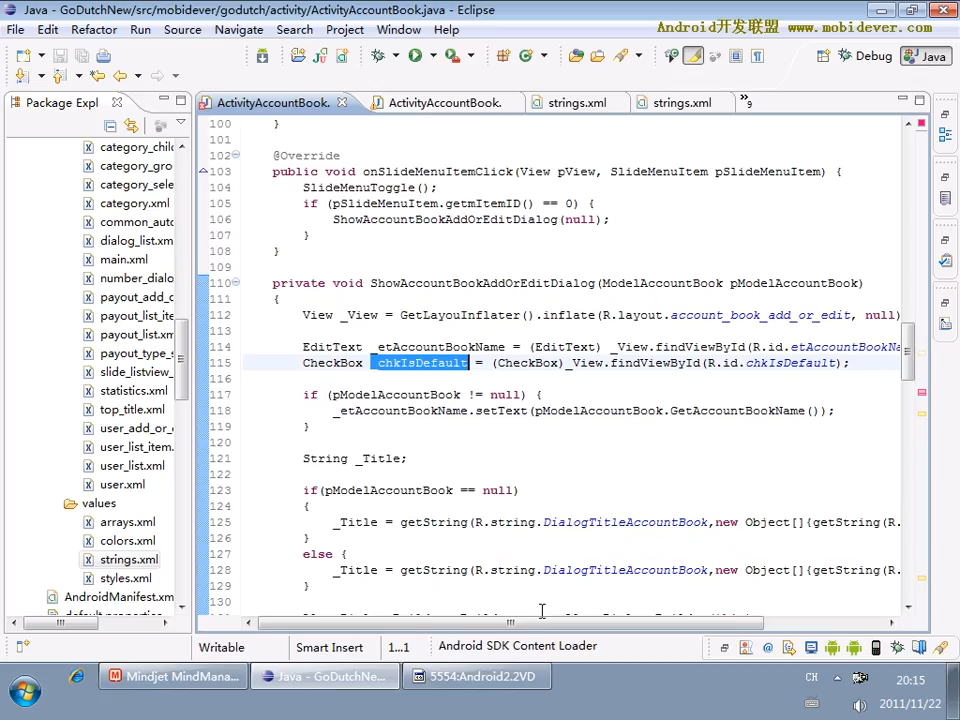 Java - GoDutchNew/src/mobidever/godutch/activity/ActivityAccountBook.java - Eclipse
File Edit Refactor Run Source Navigate Search Project Window Help
Android开发联盟 www.mobidever.com
Debug Java
Package Expl
ActivityAccountBook.
ActivityAccountBook.
strings.xml
strings.xml
»9
category_chil
category_gro
category_sele
category.xml
common_aut
dialog_list.xm
main.xml
number_dialo
payout_add_o
payout_list_ite
payout_list.xm
payout_type_s
slide_listview_
statistics.xml
top_title.xml
user_add_or_e
user_list_item.
user_list.xml
user.xml
values
arrays.xml
colors.xml
strings.xml
styles.xml
AndroidManifest.xm
100 }
101
102 @Override
103 public void onSlideMenuItemClick(View pView, SlideMenuItem pSlideMenuItem) {
104 SlideMenuToggle();
105 if (pSlideMenuItem.getmItemID() == 0) {
106 ShowAccountBookAddOrEditDialog(null);
107 }
108 }
109
110 private void ShowAccountBookAddOrEditDialog(ModelAccountBook pModelAccountBook)
111 {
112 View _View = GetLayouInflater().inflate(R.layout.account_book_add_or_edit, null)
113
114 EditText _etAccountBookName = (EditText) _View.findViewById(R.id.etAccountBookNa
115 CheckBox _chkIsDefault = (CheckBox)_View.findViewById(R.id.chkIsDefault);
116
117 if (pModelAccountBook != null) {
118 _etAccountBookName.setText(pModelAccountBook.GetAccountBookName());
119 }
120
121 String _Title;
122
123 if(pModelAccountBook == null)
124 {
125 _Title = getString(R.string.DialogTitleAccountBook,new Object[]{getString(R.
126 }
127 else {
128 _Title = getString(R.string.DialogTitleAccountBook,new Object[]{getString(R.
129 }
130
Writable Smart Insert 1...1 Android SDK Content Loader
Mindjet MindMana...
Java - GoDutchNe...
5554:Android2.2VD
CH
20:15
2011/11/22